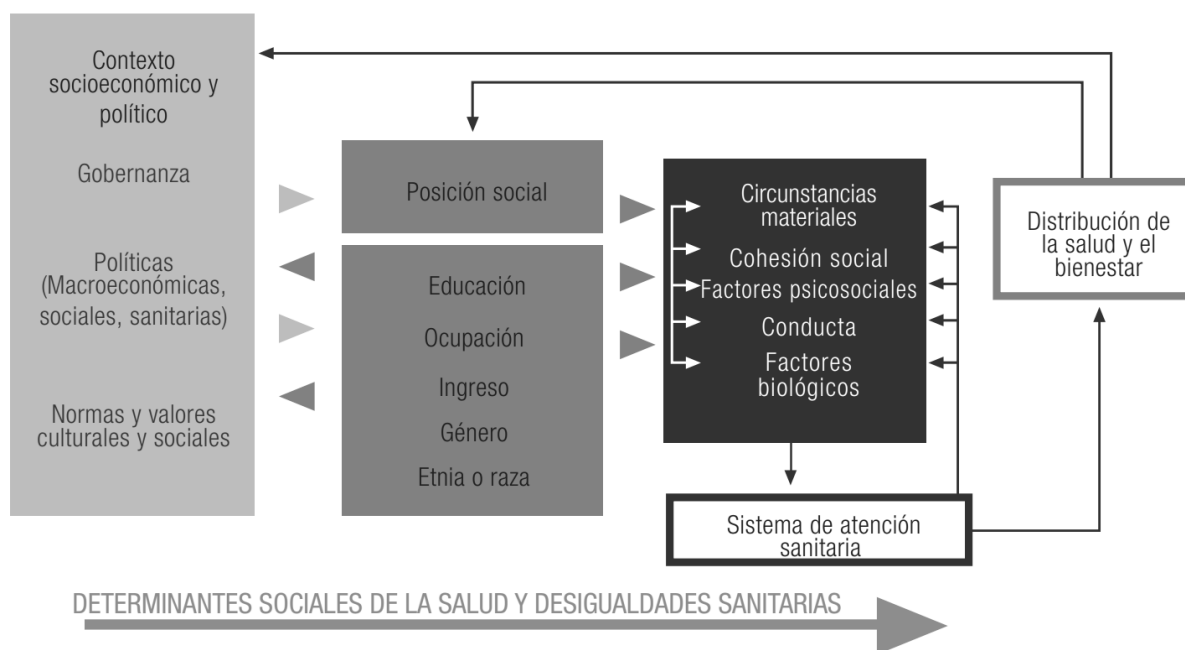 Contexto
socioeconómico y
político
Gobernanza
Políticas
(Macroeconómicas,
sociales, sanitarias)
Normas y valores
culturales y sociales
Posición social
Educación
Ocupación
Ingreso
Género
Etnia o raza
Circunstancias
materiales
Cohesión social
Factores psicosociales
Conducta
Factores
biológicos
Sistema de atención
sanitaria
Distribución de
la salud y el
bienestar
DETERMINANTES SOCIALES DE LA SALUD Y DESIGUALDADES SANITARIAS